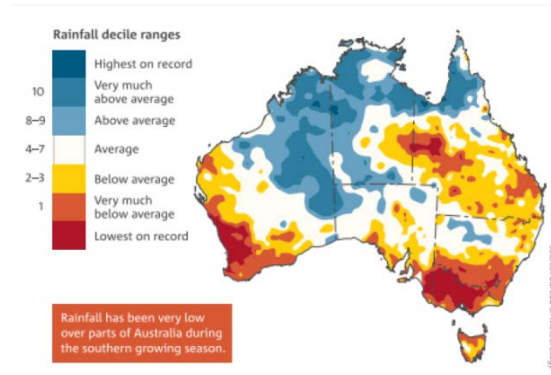 Rainfall decile ranges
Highest on record
10
Very much
above average
8–9
Above average
4–7
Average
2–3
Below average
1
Very much
below average
Lowest on record
Rainfall has been very low
over parts of Australia during
the southern growing season.